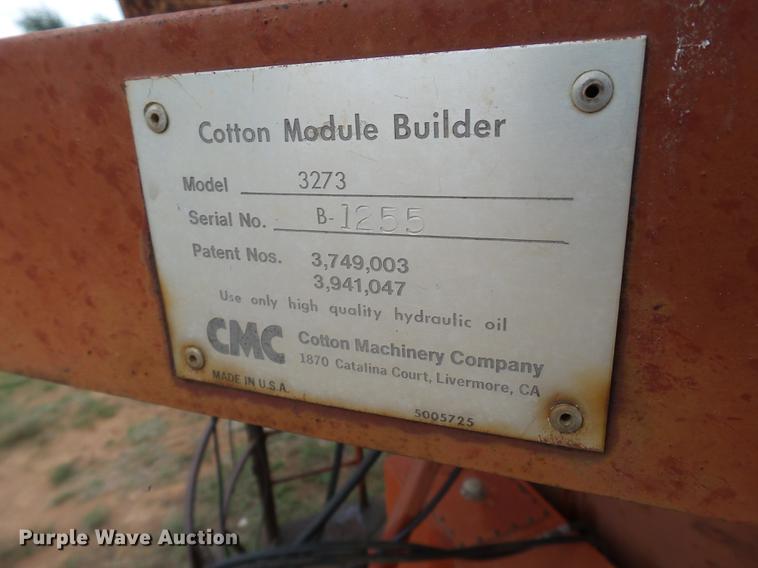 Cotton Module Builder
Model 3273
Serial No. B-1255
Patent Nos. 3,749,003
3,941,047
Use only high quality hydraulic oil
CMC Cotton Machinery Company
1870 Catalina Court, Livermore, CA
MADE IN U.S.A.
5005725
Purple Wave Auction